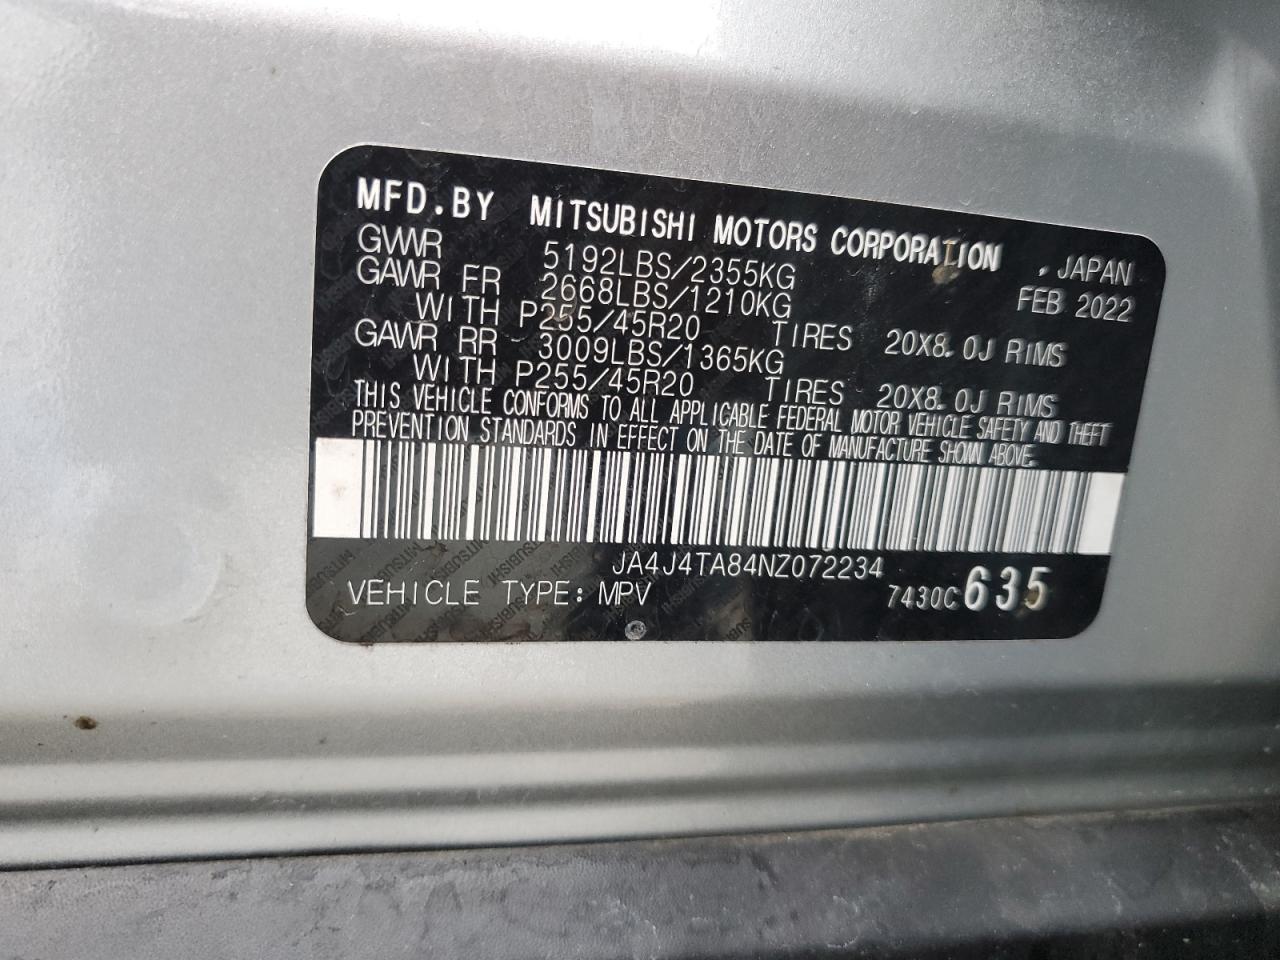 MFD.BY MITSUBISHI MOTORS CORPORATION , JAPAN
GVWR 5192LBS/2355KG FEB 2022
GAWR FR 2668LBS/1210KG
WITH P255/45R20 TIRES 20X8.0J RIMS
GAWR RR 3009LBS/1365KG
WITH P255/45R20 TIRES 20X8.0J RIMS
THIS VEHICLE CONFORMS TO ALL APPLICABLE FEDERAL MOTOR VEHICLE SAFETY AND THEFT
PREVENTION STANDARDS IN EFFECT ON THE DATE OF MANUFACTURE SHOWN ABOVE.
JA4J4TA84NZ072234
VEHICLE TYPE: MPV 7430C 635